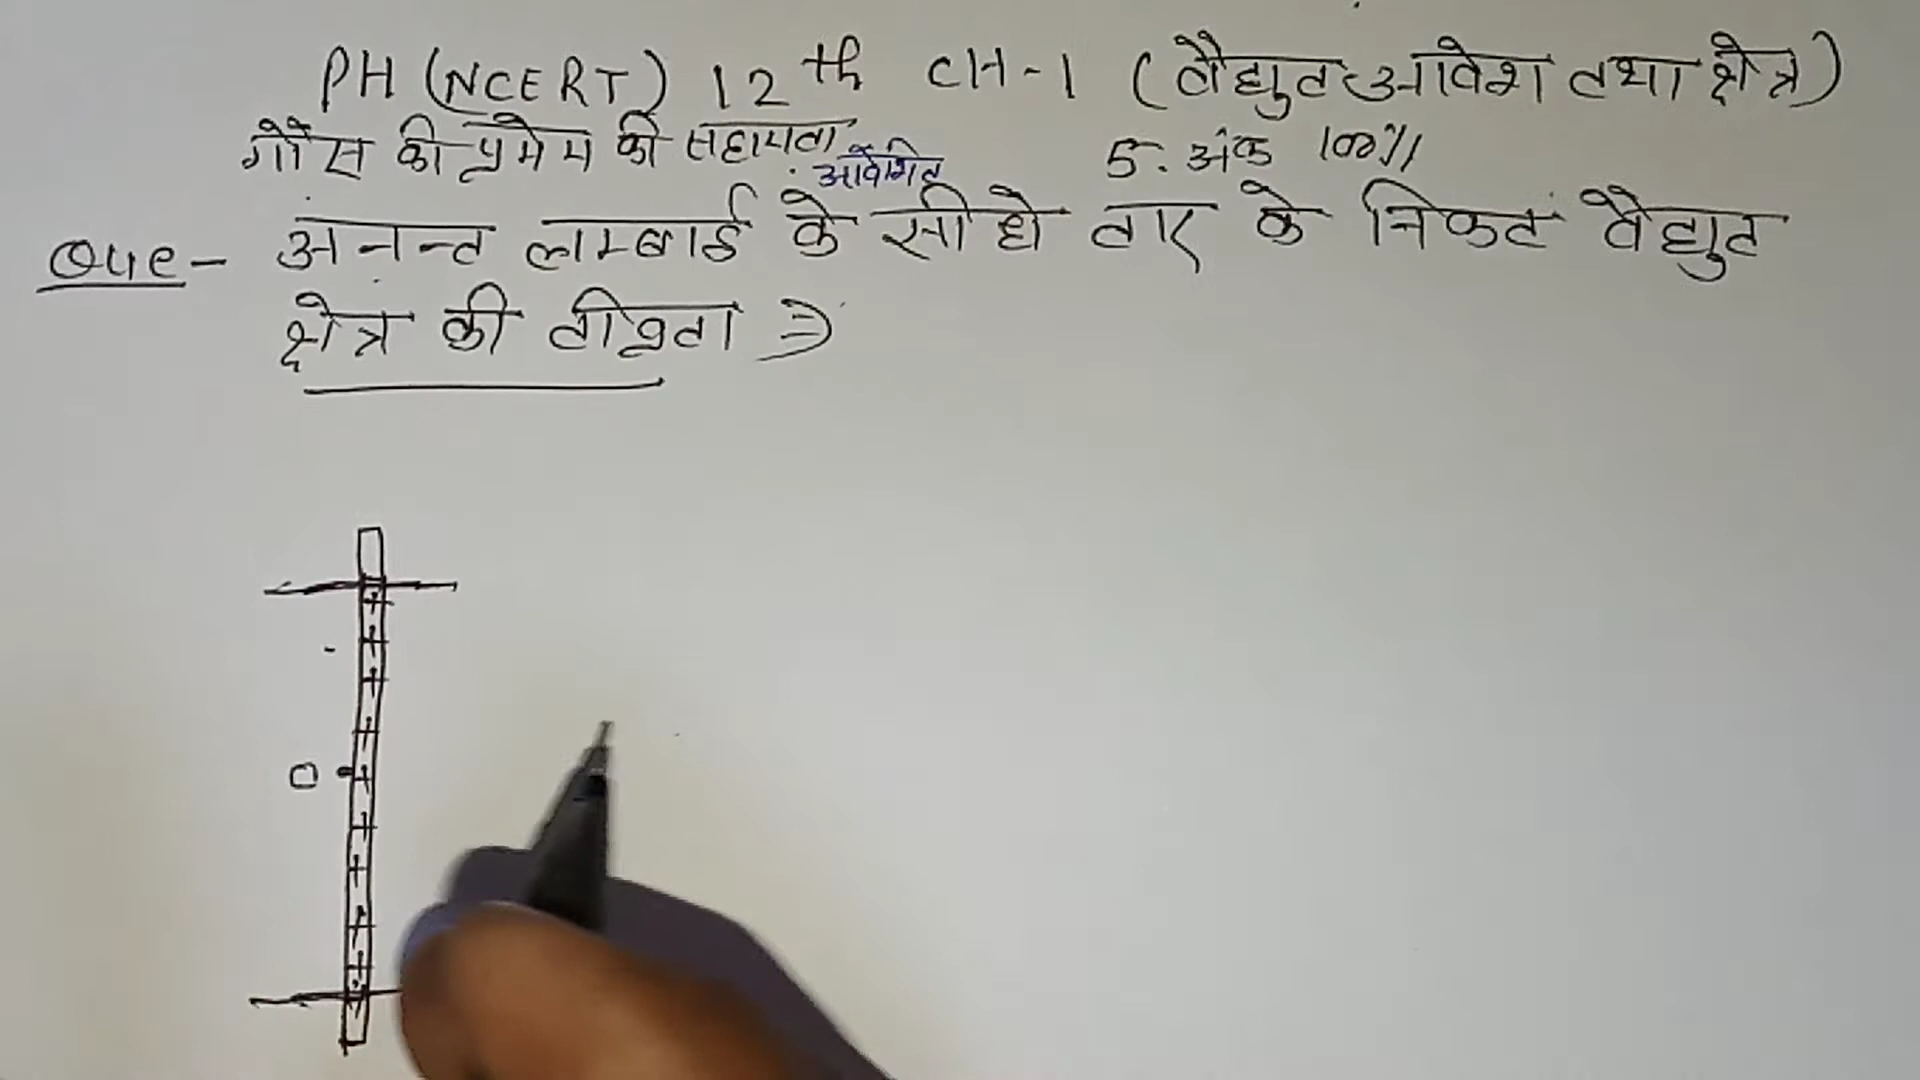 PH (NCERT) 12th CH-1 (वैद्युत आवेश तथा क्षेत्र)
गौस की प्रमेय की सहायता 5. अंक 100%
आवेशित
Que- अनन्त लम्बाई के सीधे तार के निकट वैद्युत
क्षेत्र की तीव्रता ⇒
O